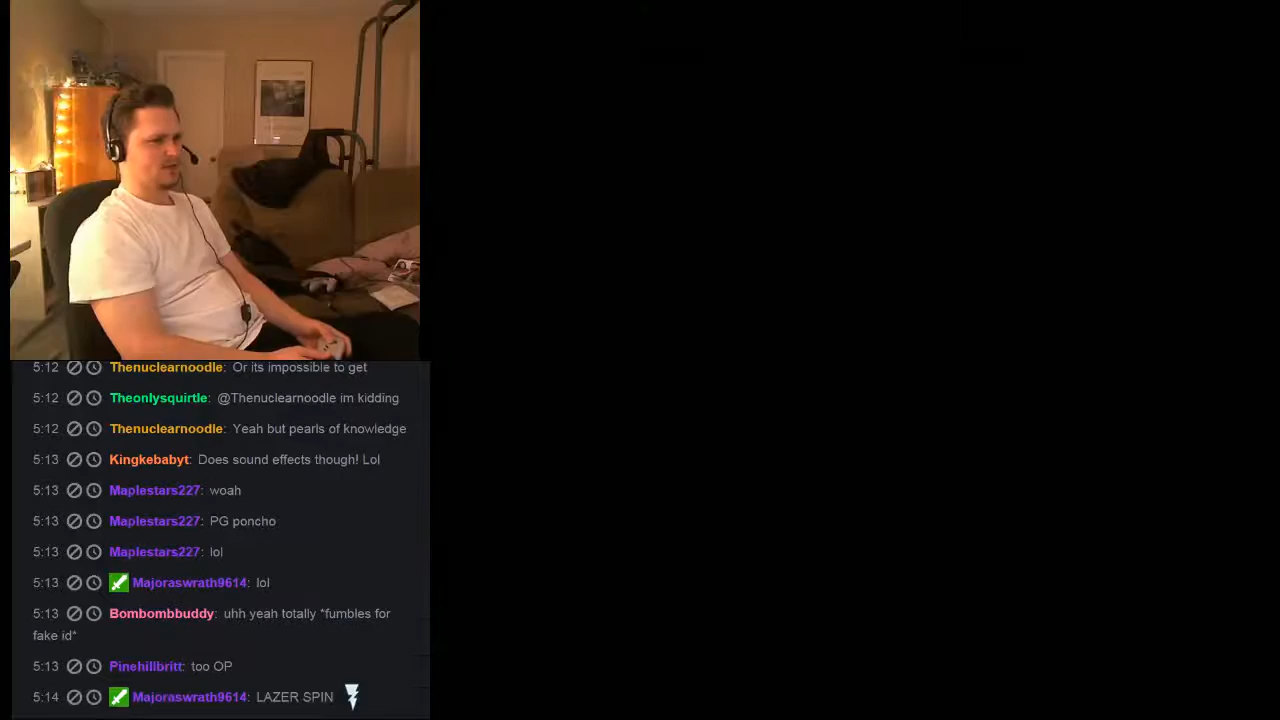 5:12 Thenuclearnoodle: Or its impossible to get
5:12 Theonlysquirtle: @Thenuclearnoodle im kidding
5:12 Thenuclearnoodle: Yeah but pearls of knowledge
5:13 Kingkebabyt: Does sound effects though! Lol
5:13 Maplestars227: woah
5:13 Maplestars227: PG poncho
5:13 Maplestars227: lol
5:13 Majoraswrath9614: lol
5:13 Bombombbuddy: uhh yeah totally *fumbles for
fake id*
5:13 Pinehillbritt: too OP
5:14 Majoraswrath9614: LAZER SPIN